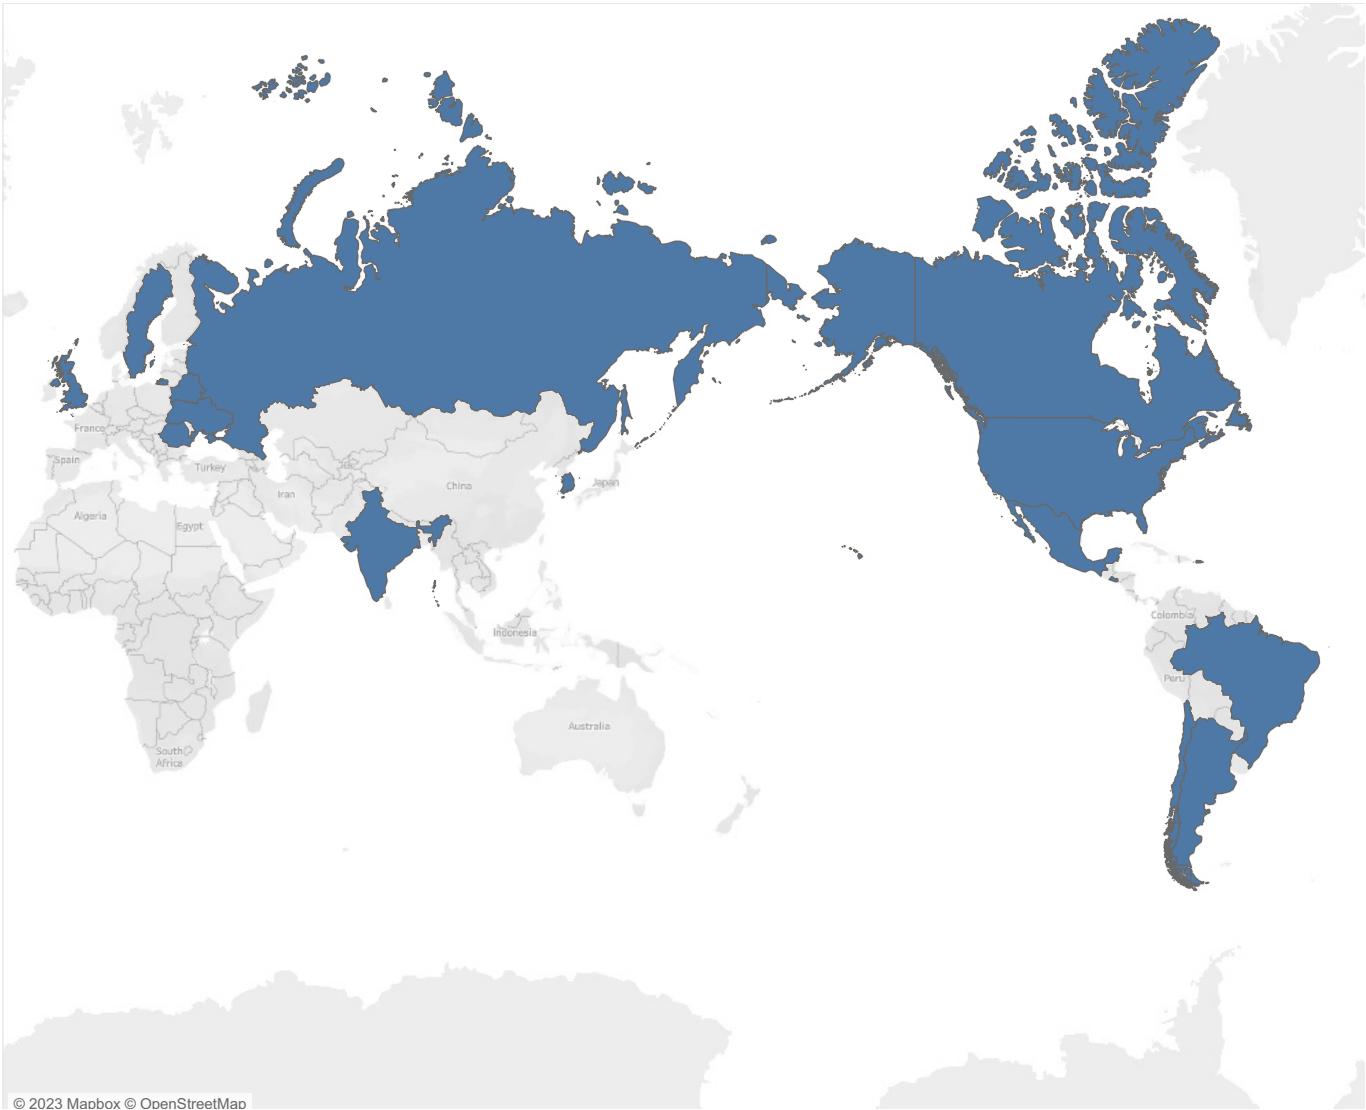 France
Spain
Turkey
Algeria
Egypt
Iran
China
Japan
Indonesia
Australia
South
Africa
Colombia
Peru
© 2023 Mapbox © OpenStreetMap